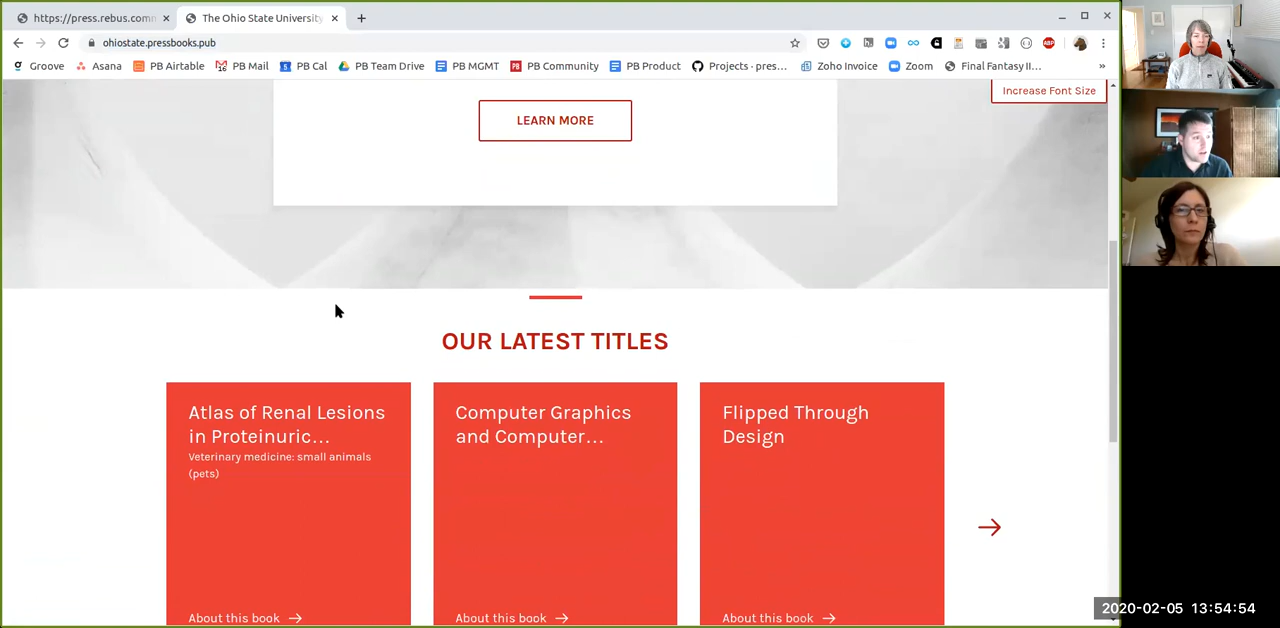 https://press.rebus.comm
The Ohio State University
ohiostate.pressbooks.pub
Groove
Asana
PB Airtable
PB Mail
PB Cal
PB Team Drive
PB MGMT
PB Community
PB Product
Projects · pres…
Zoho Invoice
Zoom
Final Fantasy II…
»
Increase Font Size
LEARN MORE
OUR LATEST TITLES
Atlas of Renal Lesions
in Proteinuric…
Veterinary medicine: small animals
(pets)
About this book
Computer Graphics
and Computer…
About this book
Flipped Through
Design
About this book
2020-02-05 13:54:54